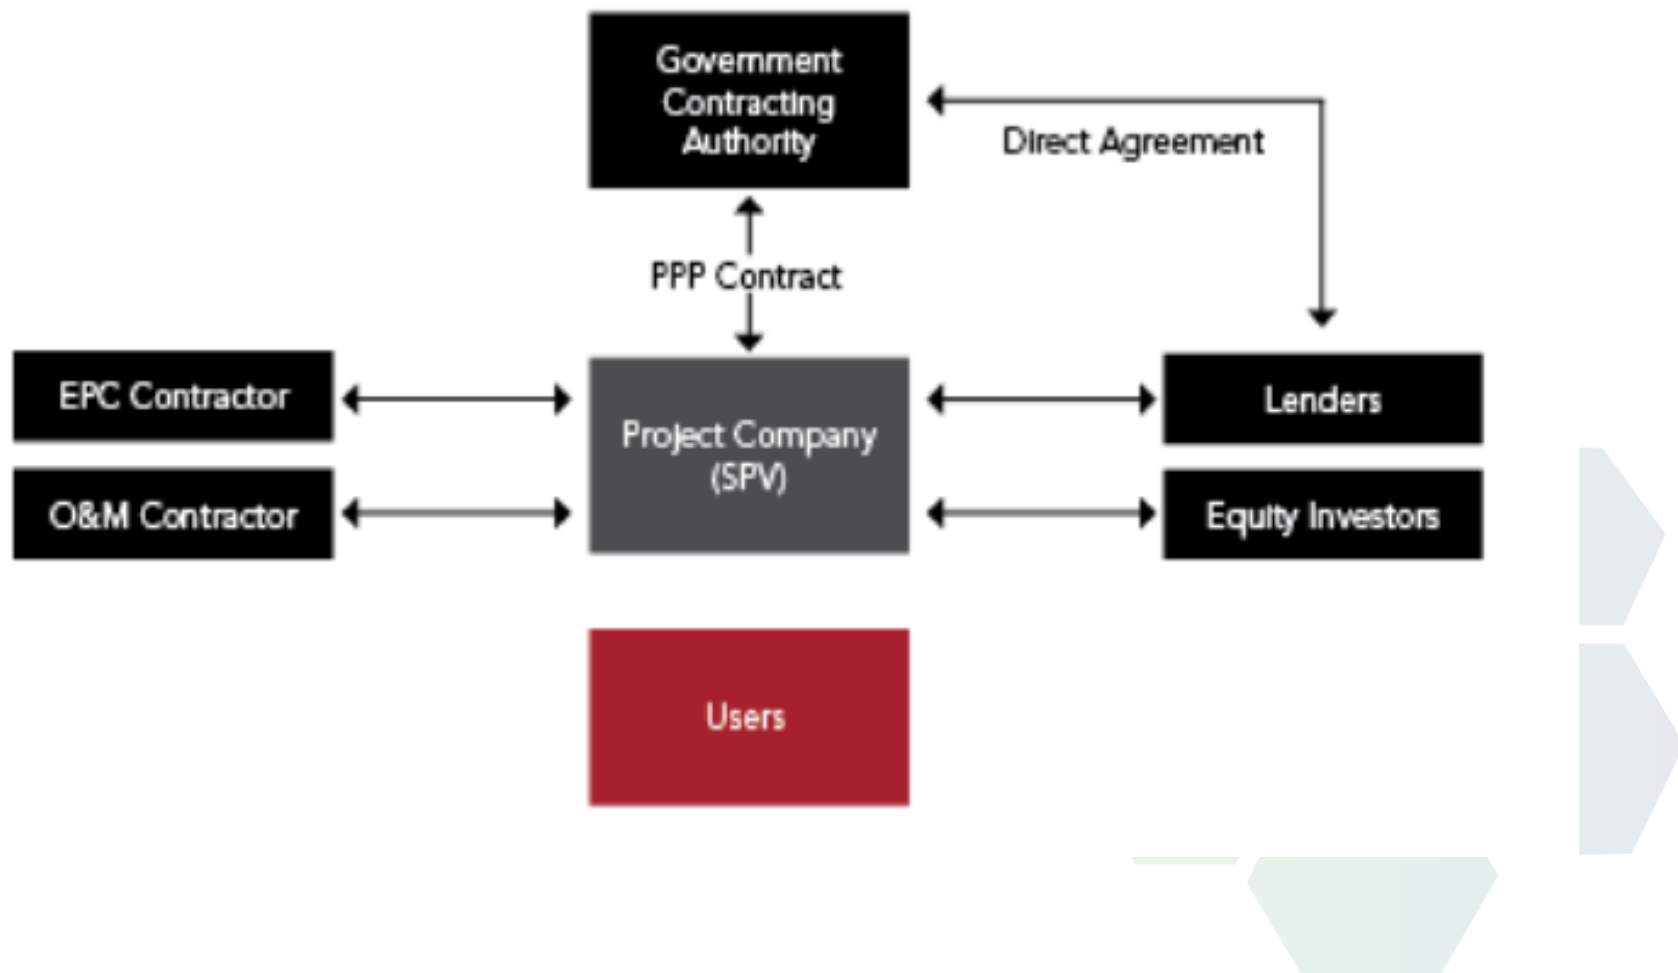 Government
Contracting
Authority
Direct Agreement
PPP Contract
EPC Contractor
Lenders
Project Company
(SPV)
O&M Contractor
Equity Investors
Users